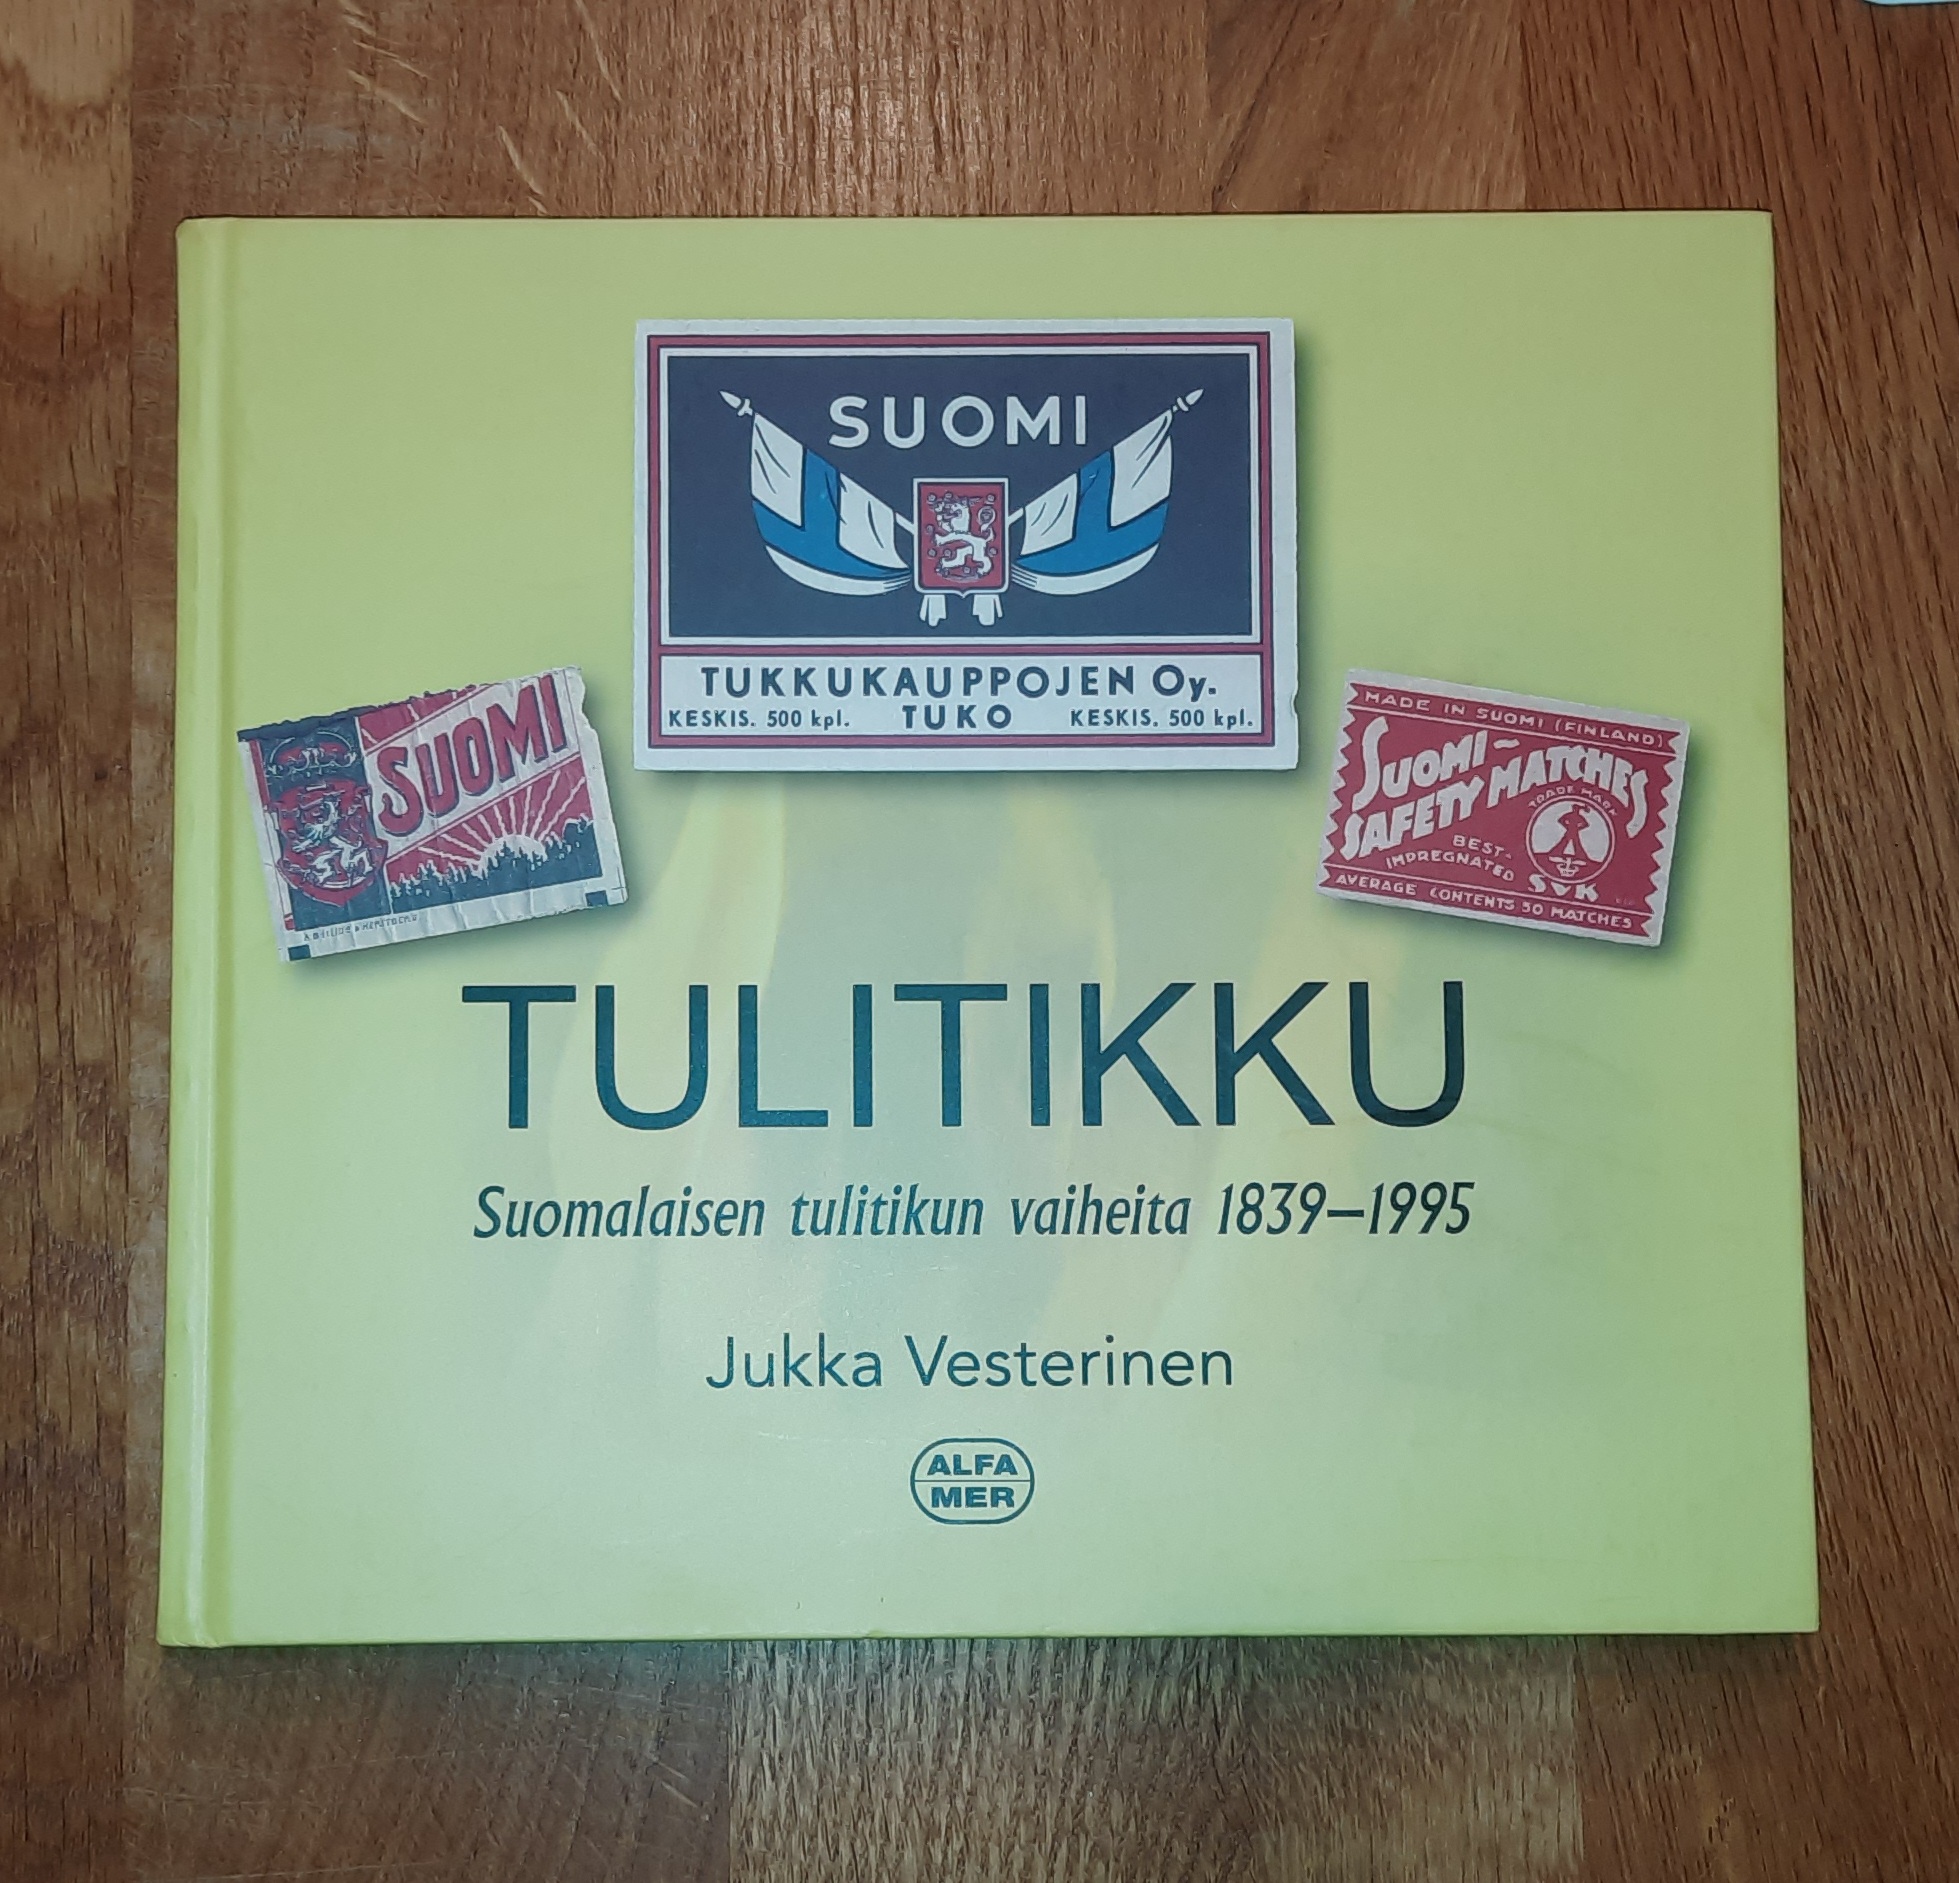 SUOMI
TUKKUKAUPPOJEN Oy.
KESKIS. 500 kpl. TUKO KESKIS. 500 kpl.
SUOMI
MADE IN SUOMI (FINLAND)
SUOMI-
SAFETY MATCHES
TRADE MARK
BEST-
IMPREGNATED
SVK
AVERAGE CONTENTS 50 MATCHES
TULITIKKU
Suomalaisen tulitikun vaiheita 1839–1995
Jukka Vesterinen
ALFA
MER